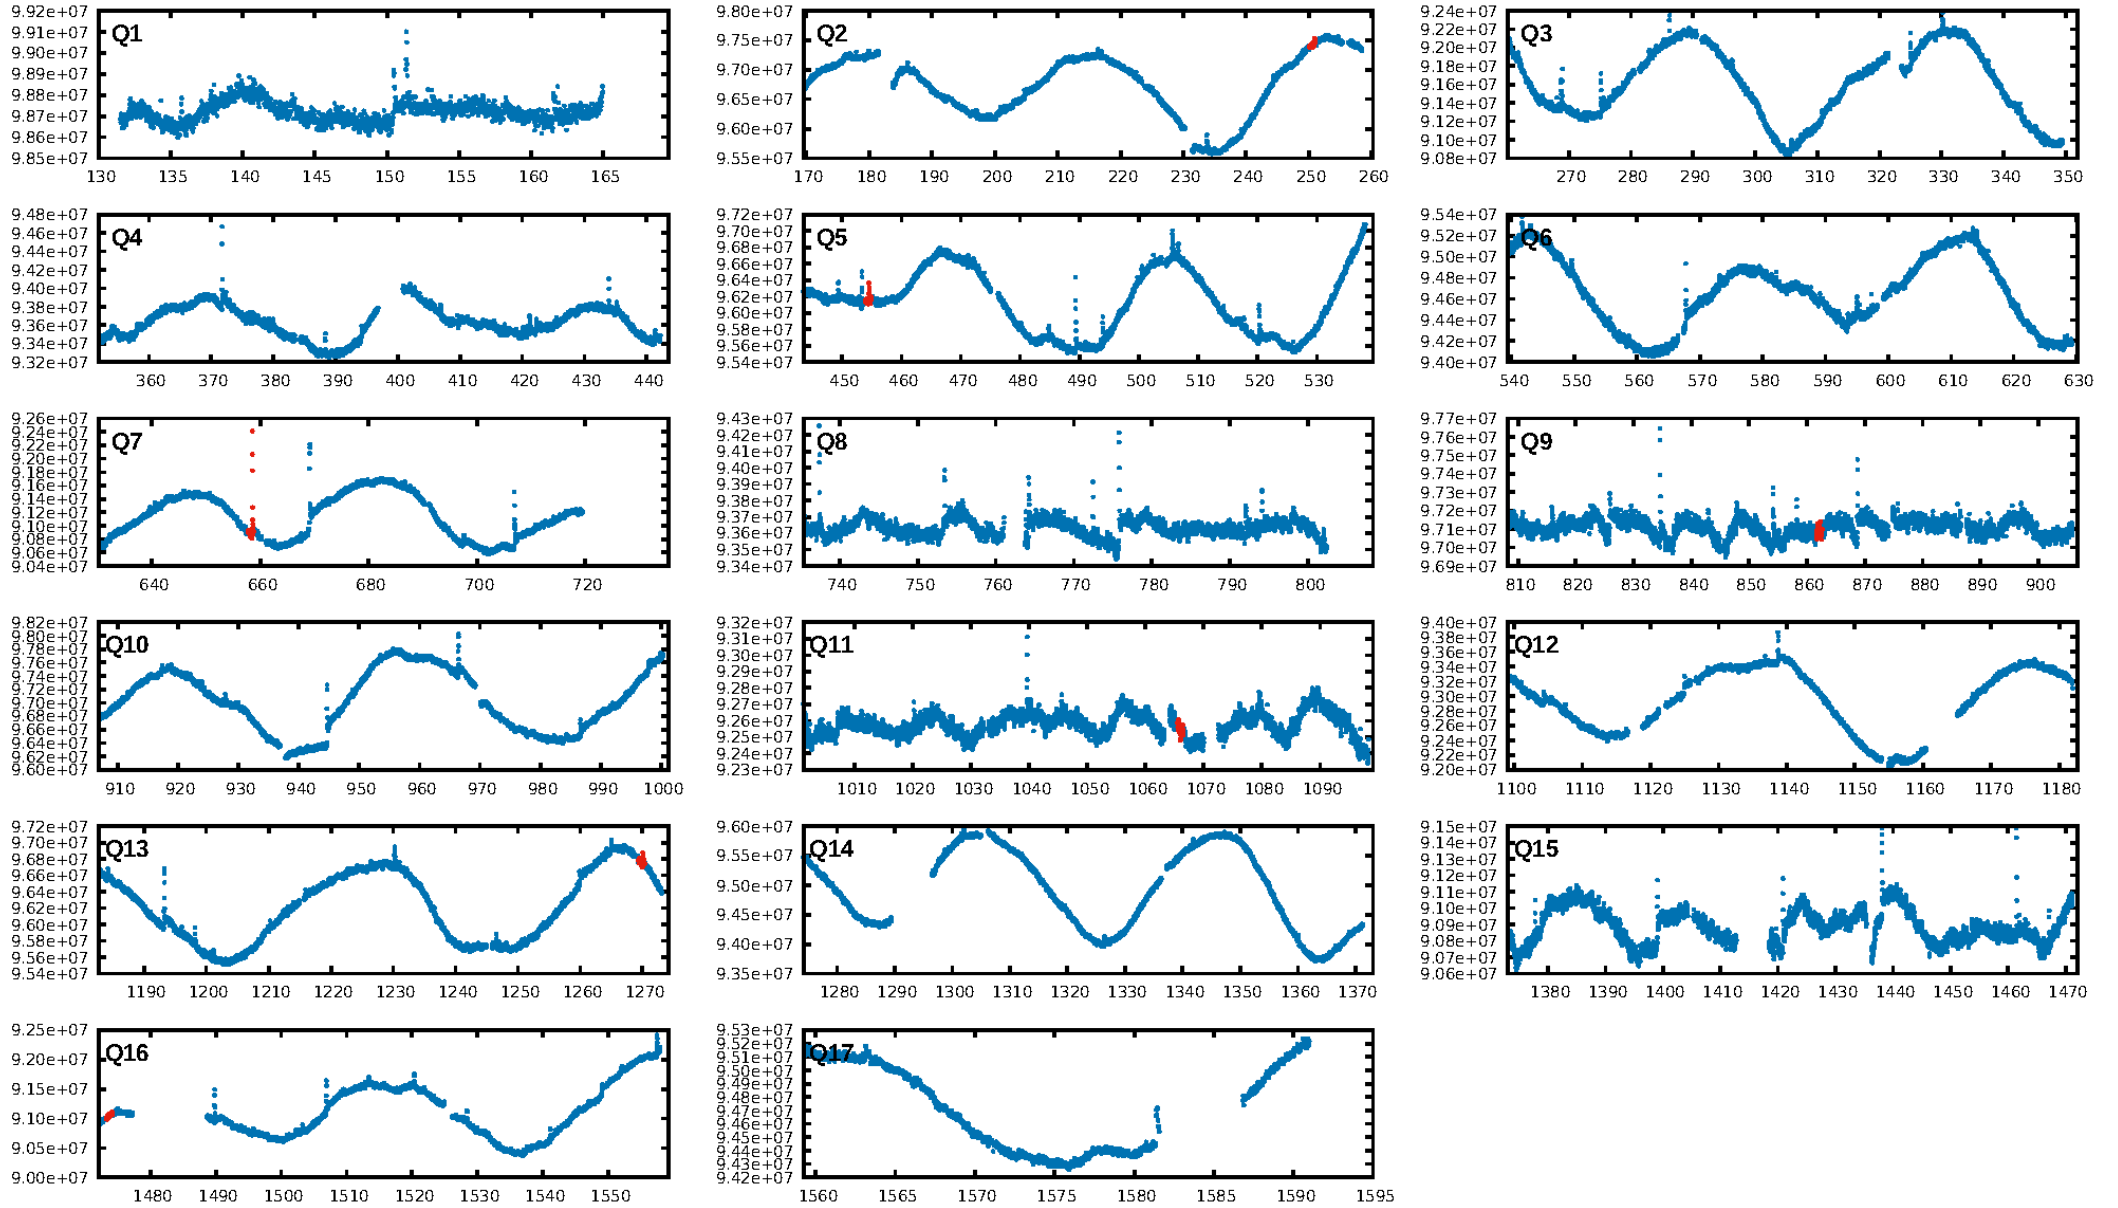 9.92e+07
9.91e+07
9.90e+07
9.89e+07
9.88e+07
9.87e+07
9.86e+07
9.85e+07
Q1
130 135 140 145 150 155 160 165
9.80e+07
9.75e+07
9.70e+07
9.65e+07
9.60e+07
9.55e+07
Q2
170 180 190 200 210 220 230 240 250 260
9.24e+07
9.22e+07
9.20e+07
9.18e+07
9.16e+07
9.14e+07
9.12e+07
9.10e+07
9.08e+07
Q3
270 280 290 300 310 320 330 340 350
9.48e+07
9.46e+07
9.44e+07
9.42e+07
9.40e+07
9.38e+07
9.36e+07
9.34e+07
9.32e+07
Q4
360 370 380 390 400 410 420 430 440
9.72e+07
9.70e+07
9.68e+07
9.66e+07
9.64e+07
9.62e+07
9.60e+07
9.58e+07
9.56e+07
9.54e+07
Q5
450 460 470 480 490 500 510 520 530
9.54e+07
9.52e+07
9.50e+07
9.48e+07
9.46e+07
9.44e+07
9.42e+07
9.40e+07
Q6
540 550 560 570 580 590 600 610 620 630
9.26e+07
9.24e+07
9.22e+07
9.20e+07
9.18e+07
9.16e+07
9.14e+07
9.12e+07
9.10e+07
9.08e+07
9.06e+07
9.04e+07
Q7
640 660 680 700 720
9.43e+07
9.42e+07
9.41e+07
9.40e+07
9.39e+07
9.38e+07
9.37e+07
9.36e+07
9.35e+07
9.34e+07
Q8
740 750 760 770 780 790 800
9.77e+07
9.76e+07
9.75e+07
9.74e+07
9.73e+07
9.72e+07
9.71e+07
9.70e+07
9.69e+07
Q9
810 820 830 840 850 860 870 880 890 900
9.82e+07
9.80e+07
9.78e+07
9.76e+07
9.74e+07
9.72e+07
9.70e+07
9.68e+07
9.66e+07
9.64e+07
9.62e+07
9.60e+07
Q10
910 920 930 940 950 960 970 980 990 1000
9.32e+07
9.31e+07
9.30e+07
9.29e+07
9.28e+07
9.27e+07
9.26e+07
9.25e+07
9.24e+07
9.23e+07
Q11
1010 1020 1030 1040 1050 1060 1070 1080 1090
9.40e+07
9.38e+07
9.36e+07
9.34e+07
9.32e+07
9.30e+07
9.28e+07
9.26e+07
9.24e+07
9.22e+07
9.20e+07
Q12
1100 1110 1120 1130 1140 1150 1160 1170 1180
9.72e+07
9.70e+07
9.68e+07
9.66e+07
9.64e+07
9.62e+07
9.60e+07
9.58e+07
9.56e+07
9.54e+07
Q13
1190 1200 1210 1220 1230 1240 1250 1260 1270
9.60e+07
9.55e+07
9.50e+07
9.45e+07
9.40e+07
9.35e+07
Q14
1280 1290 1300 1310 1320 1330 1340 1350 1360 1370
9.15e+07
9.14e+07
9.13e+07
9.12e+07
9.11e+07
9.10e+07
9.09e+07
9.08e+07
9.07e+07
9.06e+07
Q15
1380 1390 1400 1410 1420 1430 1440 1450 1460 1470
9.25e+07
9.20e+07
9.15e+07
9.10e+07
9.05e+07
9.00e+07
Q16
1480 1490 1500 1510 1520 1530 1540 1550
9.53e+07
9.52e+07
9.51e+07
9.50e+07
9.49e+07
9.48e+07
9.47e+07
9.46e+07
9.45e+07
9.44e+07
9.43e+07
9.42e+07
Q17
1560 1565 1570 1575 1580 1585 1590 1595